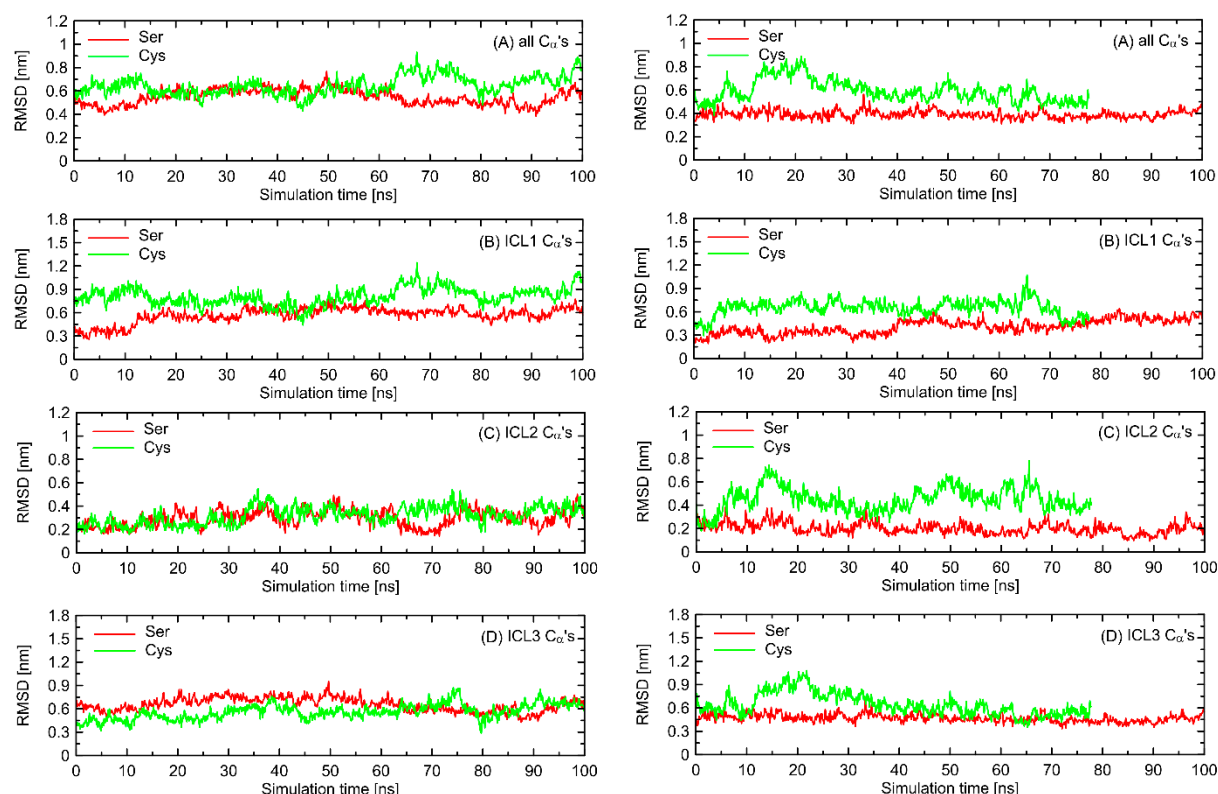 1.2
1
0.8
0.6
0.4
0.2
0
RMSD [nm]
Ser
Cys
(A) all Cα's
0 10 20 30 40 50 60 70 80 90 100
Simulation time [ns]
1.2
1
0.8
0.6
0.4
0.2
0
RMSD [nm]
Ser
Cys
(A) all Cα's
0 10 20 30 40 50 60 70 80 90 100
Simulation time [ns]
1.8
1.5
1.2
0.9
0.6
0.3
0
RMSD [nm]
Ser
Cys
(B) ICL1 Cα's
0 10 20 30 40 50 60 70 80 90 100
Simulation time [ns]
1.8
1.5
1.2
0.9
0.6
0.3
0
RMSD [nm]
Ser
Cys
(B) ICL1 Cα's
0 10 20 30 40 50 60 70 80 90 100
Simulation time [ns]
1.2
1
0.8
0.6
0.4
0.2
0
RMSD [nm]
Ser
Cys
(C) ICL2 Cα's
0 10 20 30 40 50 60 70 80 90 100
Simulation time [ns]
1.2
1
0.8
0.6
0.4
0.2
0
RMSD [nm]
Ser
Cys
(C) ICL2 Cα's
0 10 20 30 40 50 60 70 80 90 100
Simulation time [ns]
1.8
1.5
1.2
0.9
0.6
0.3
0
RMSD [nm]
Ser
Cys
(D) ICL3 Cα's
0 10 20 30 40 50 60 70 80 90 100
Simulation time [ns]
1.8
1.5
1.2
0.9
0.6
0.3
0
RMSD [nm]
Ser
Cys
(D) ICL3 Cα's
0 10 20 30 40 50 60 70 80 90 100
Simulation time [ns]